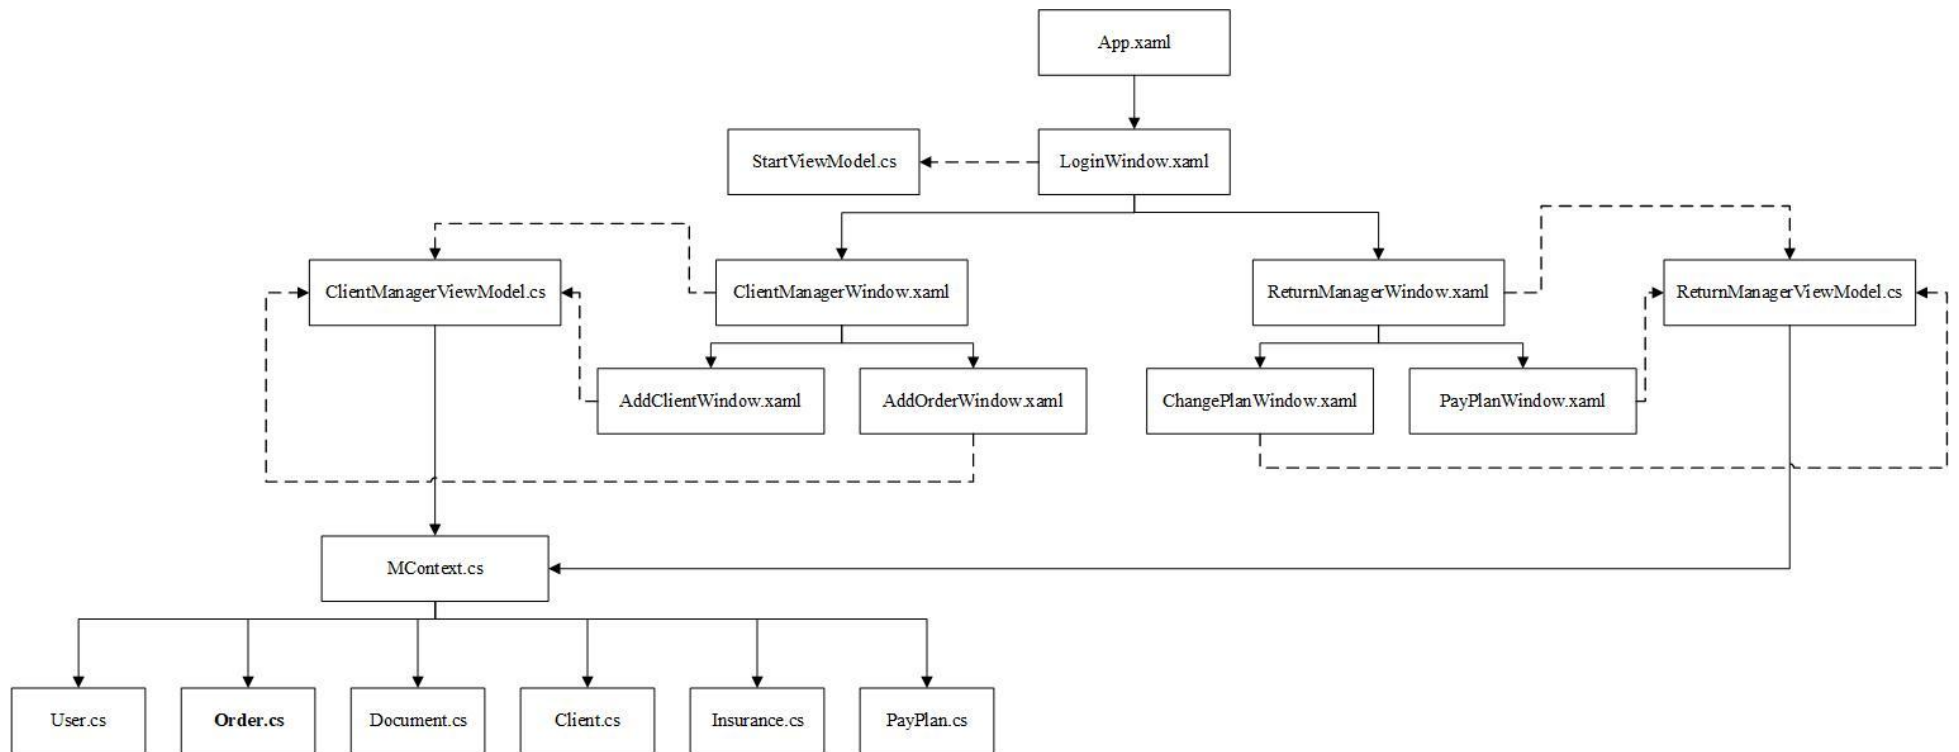 App.xaml
StartViewModel.cs
LoginWindow.xaml
ClientManagerViewModel.cs
ClientManagerWindow.xaml
ReturnManagerWindow.xaml
ReturnManagerViewModel.cs
AddClientWindow.xaml
AddOrderWindow.xaml
ChangePlanWindow.xaml
PayPlanWindow.xaml
MContext.cs
User.cs
Order.cs
Document.cs
Client.cs
Insurance.cs
PayPlan.cs